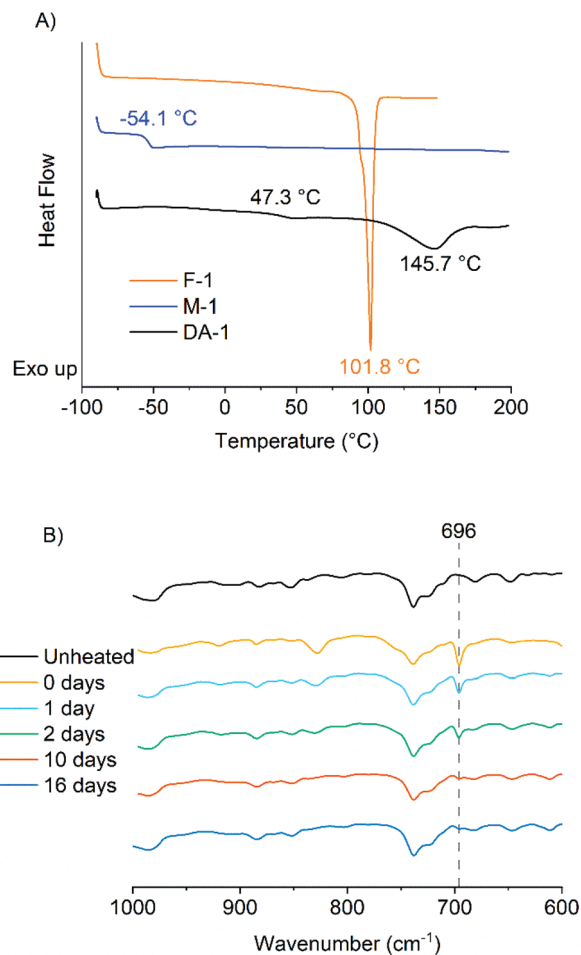 A)
-54.1 °C
47.3 °C
145.7 °C
F-1
M-1
DA-1
Exo up
101.8 °C
Heat Flow
-100 -50 0 50 100 150 200
Temperature (°C)
B)
696
Unheated
0 days
1 day
2 days
10 days
16 days
1000 900 800 700 600
Wavenumber (cm⁻¹)